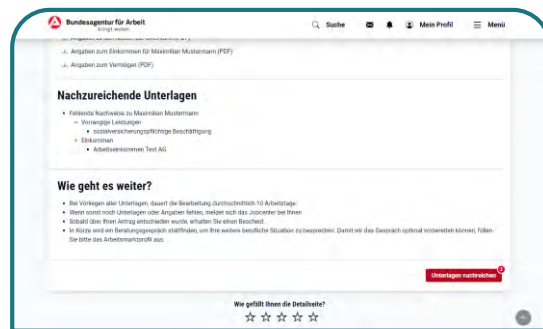 Bundesagentur für Arbeit
bringt weiter.
Suche
Mein Profil
Menü
Angaben zum Einkommen für Maximilian Mustermann (PDF)
Angaben zum Vermögen (PDF)
Nachzureichende Unterlagen
Fehlende Nachweise zu Maximilian Mustermann
Vorrangige Leistungen
sozialversicherungspflichtige Beschäftigung
Einkommen
Arbeitseinkommen Test AG
Wie geht es weiter?
Bei Vorliegen aller Unterlagen, dauert die Bearbeitung durchschnittlich 10 Arbeitstage.
Wenn sonst noch Unterlagen oder Angaben fehlen, meldet sich das Jobcenter bei Ihnen.
Sobald über Ihren Antrag entschieden wurde, erhalten Sie einen Bescheid.
In Kürze wird ein Beratungsgespräch stattfinden, um Ihre weitere berufliche Situation zu besprechen. Damit wir das Gespräch optimal vorbereiten können, füllen
Sie bitte das Arbeitsmarktprofil aus.
Unterlagen nachreichen 2
Wie gefällt Ihnen die Detailseite?